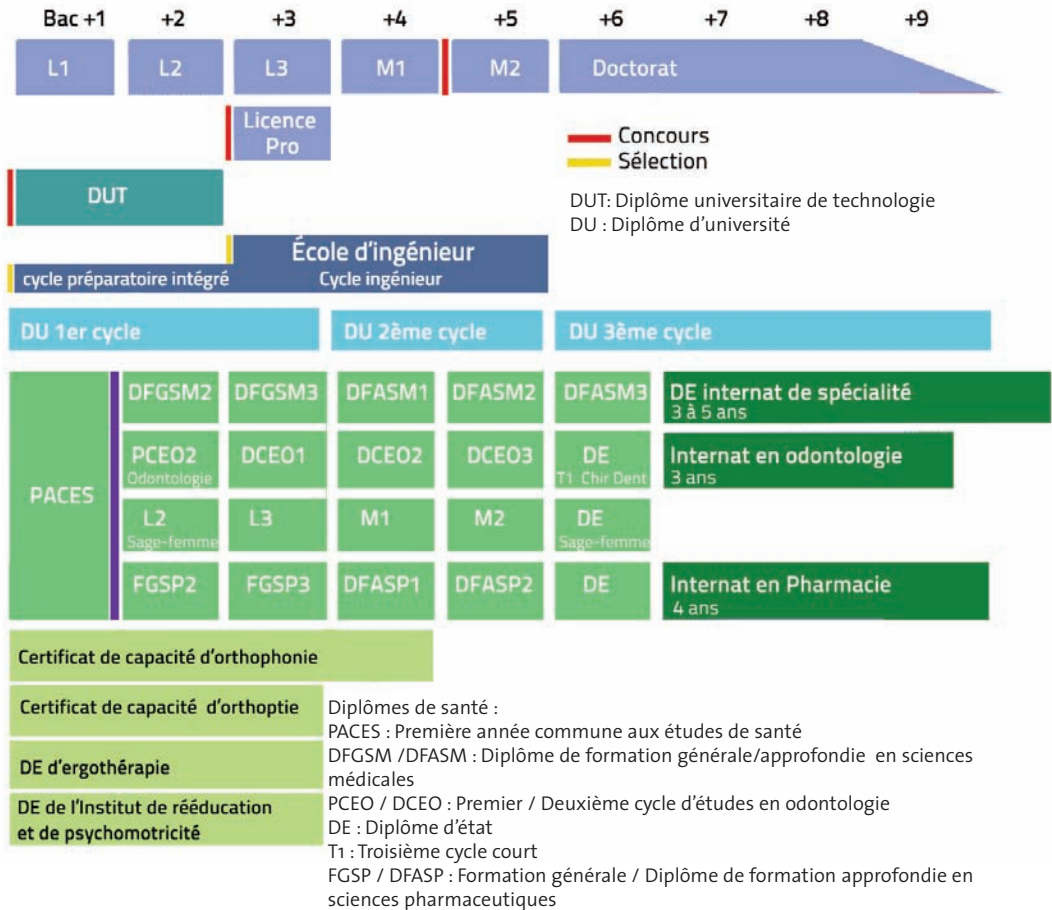 Bac +1 +2 +3 +4 +5 +6 +7 +8 +9
L1 L2 L3 M1 M2 Doctorat
Licence
Pro
Concours
Sélection
DUT
DUT: Diplôme universitaire de technologie
DU : Diplôme d'université
École d'ingénieur
cycle préparatoire intégré Cycle ingénieur
DU 1er cycle DU 2ème cycle DU 3ème cycle
PACES
DFGSM2 DFGSM3 DFASM1 DFASM2 DFASM3 DE internat de spécialité
3 à 5 ans
PCEO2 DCEO1 DCEO2 DCEO3 DE Internat en odontologie
Odontologie T1 Chir Dent 3 ans
L2 L3 M1 M2 DE
Sage-femme Sage-femme
FGSP2 FGSP3 DFASP1 DFASP2 DE Internat en Pharmacie
4 ans
Certificat de capacité d'orthophonie
Certificat de capacité d'orthoptie
DE d'ergothérapie
DE de l'Institut de rééducation
et de psychomotricité
Diplômes de santé :
PACES : Première année commune aux études de santé
DFGSM /DFASM : Diplôme de formation générale/approfondie en sciences
médicales
PCEO / DCEO : Premier / Deuxième cycle d'études en odontologie
DE : Diplôme d'état
T1 : Troisième cycle court
FGSP / DFASP : Formation générale / Diplôme de formation approfondie en
sciences pharmaceutiques